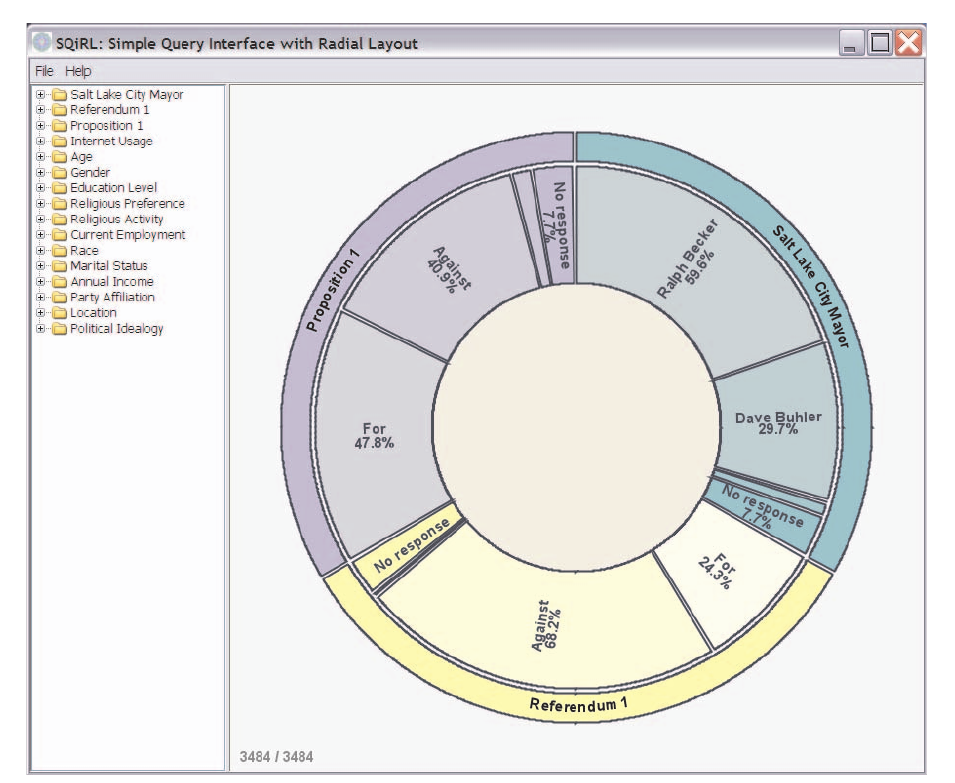 SQiRL: Simple Query Interface with Radial Layout
File Help
Salt Lake City Mayor
Referendum 1
Proposition 1
Internet Usage
Age
Gender
Education Level
Religious Preference
Religious Activity
Current Employment
Race
Marital Status
Annual Income
Party Affiliation
Location
Political Idealogy
Salt Lake City Mayor
Ralph Becker
59.6%
Dave Buhler
29.7%
No response
7.7%
Referendum 1
For
24.3%
Against
68.2%
No response
Proposition 1
For
47.8%
Against
40.9%
No response
7.7%
3484 / 3484